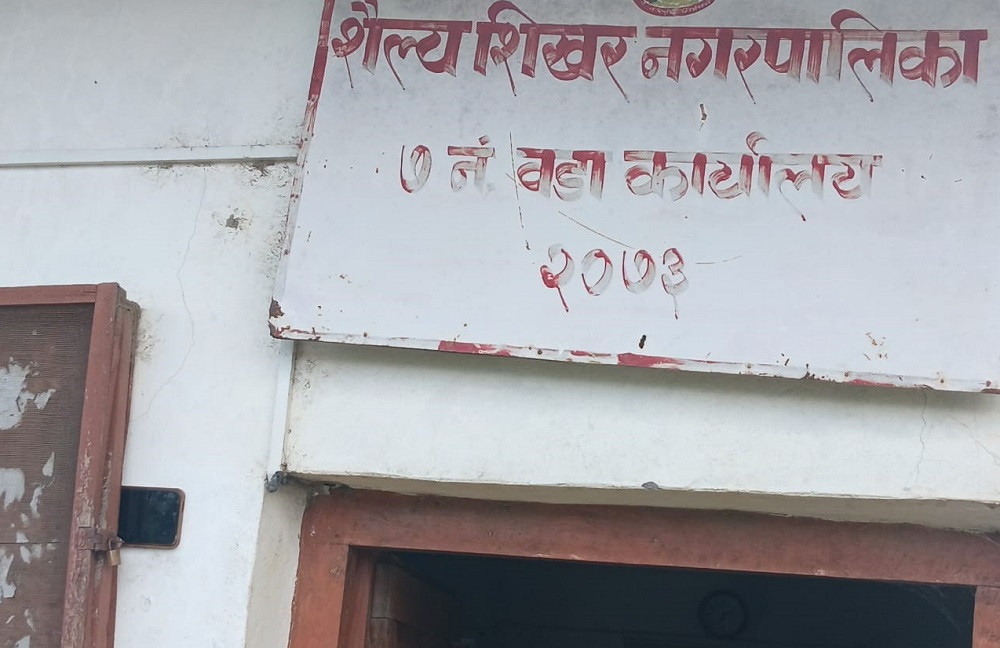 शैल्य शिखर नगरपालिका
७ नं. वडा कार्यालय
२०७३